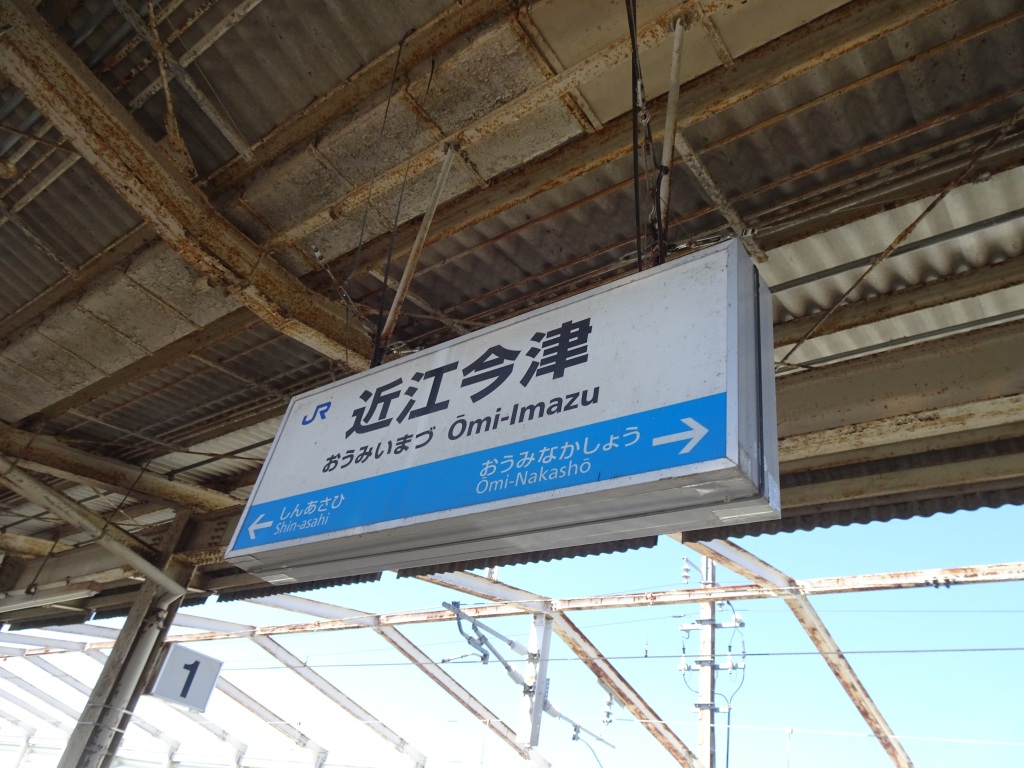 JR
近江今津
おうみいまづ Ōmi-Imazu
しんあさひ
Shin-asahi
おうみなかしょう
Ōmi-Nakashō
1